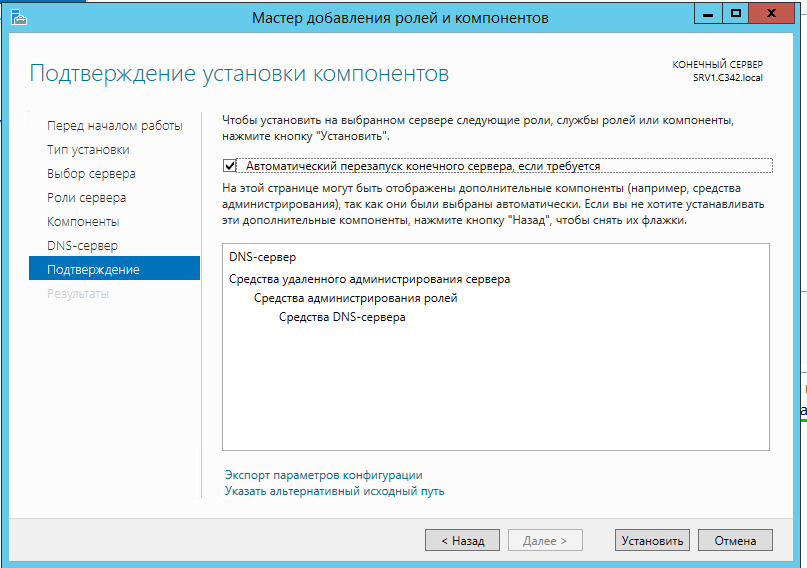 Мастер добавления ролей и компонентов
Подтверждение установки компонентов
КОНЕЧНЫЙ СЕРВЕР
SRV1.C342.local
Перед началом работы
Тип установки
Выбор сервера
Роли сервера
Компоненты
DNS-сервер
Подтверждение
Результаты
Чтобы установить на выбранном сервере следующие роли, службы ролей или компоненты,
нажмите кнопку "Установить".
Автоматический перезапуск конечного сервера, если требуется
На этой странице могут быть отображены дополнительные компоненты (например, средства
администрирования), так как они были выбраны автоматически. Если вы не хотите устанавливать
эти дополнительные компоненты, нажмите кнопку "Назад", чтобы снять их флажки.
DNS-сервер
Средства удаленного администрирования сервера
Средства администрирования ролей
Средства DNS-сервера
Экспорт параметров конфигурации
Указать альтернативный исходный путь
< Назад
Далее >
Установить
Отмена